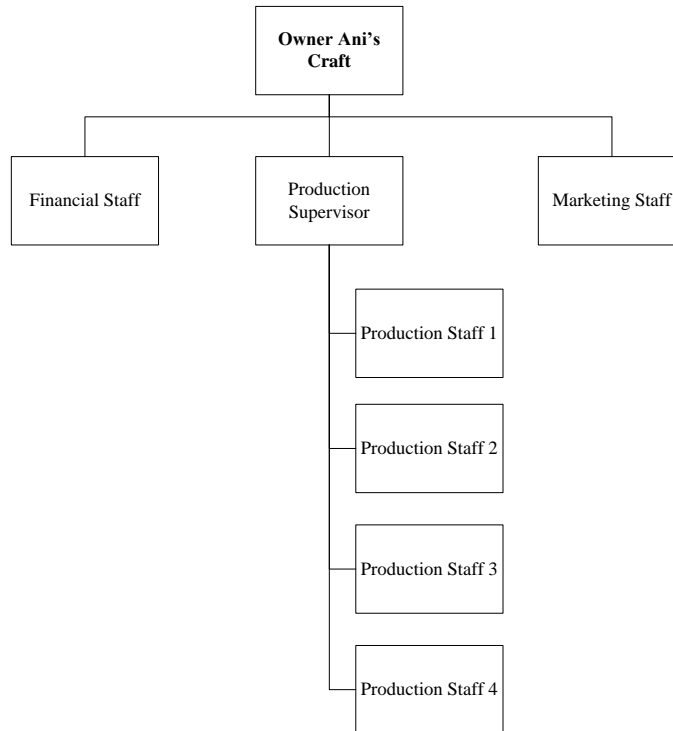 Owner Ani’s
Craft
Financial Staff
Production
Supervisor
Marketing Staff
Production Staff 1
Production Staff 2
Production Staff 3
Production Staff 4